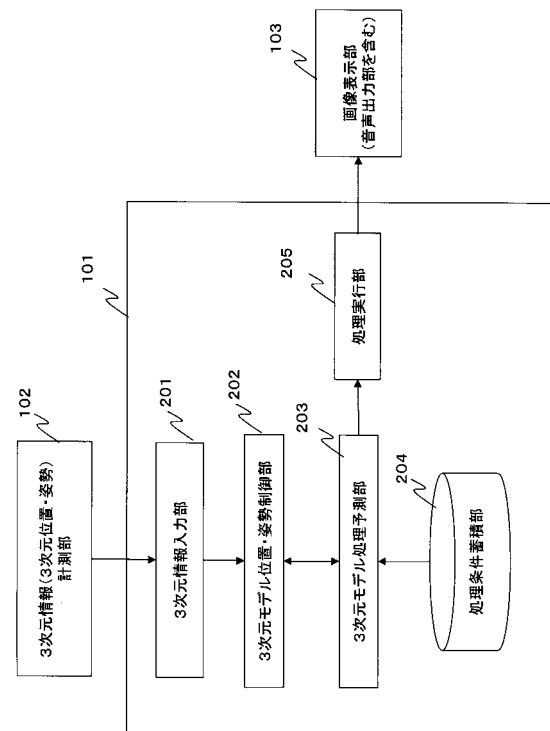 102
3次元情報(3次元位置・姿勢)
計測部
101
201
3次元情報入力部
202
3次元モデル位置・姿勢制御部
203
3次元モデル処理予測部
204
処理条件蓄積部
205
処理実行部
103
画像表示部
(音声出力部を含む)